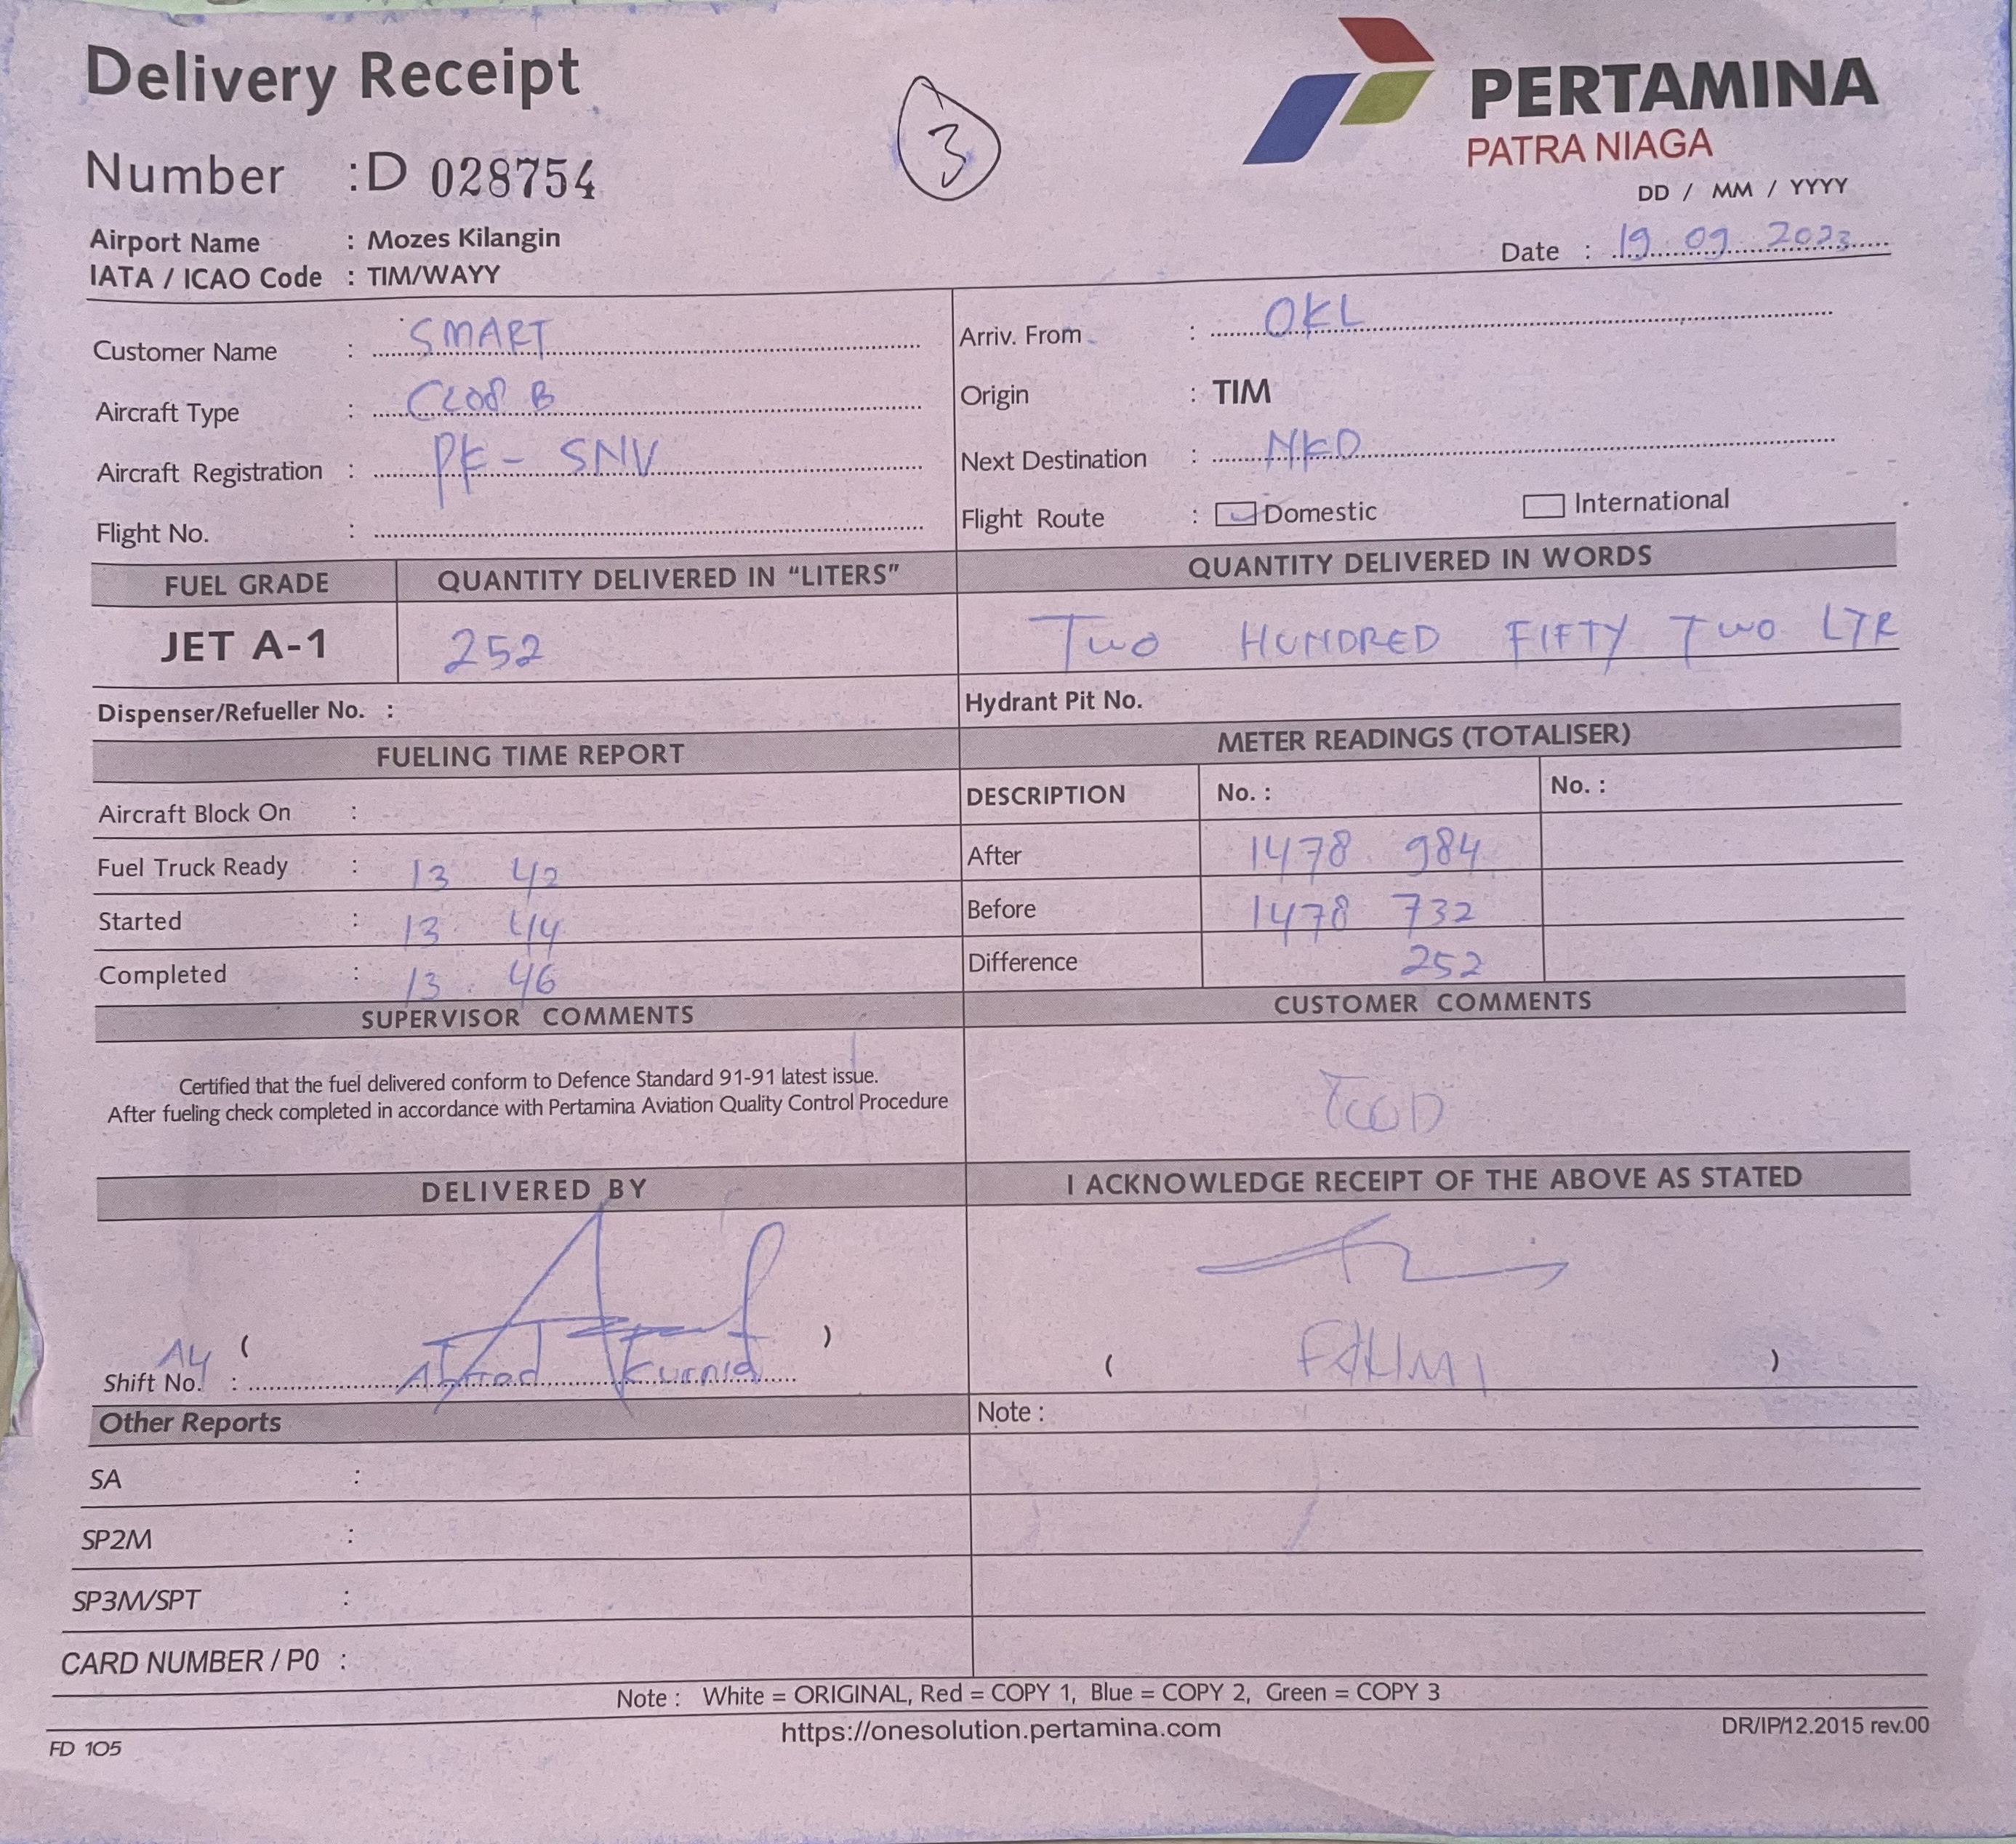 Delivery Receipt
3
PERTAMINA
PATRA NIAGA
Number : D 028754
DD / MM / YYYY
Airport Name : Mozes Kilangin
Date : 19 . 09 . 2023
IATA / ICAO Code : TIM/WAYY
Customer Name : SMART
Arriv. From : OKL
Aircraft Type : C208 B
Origin : TIM
Aircraft Registration : PK - SNV
Next Destination : NKD
Flight No. :
Flight Route : Domestic International
FUEL GRADE QUANTITY DELIVERED IN “LITERS” QUANTITY DELIVERED IN WORDS
JET A-1 252 TWO HUNDRED FIFTY TWO LTR
Dispenser/Refueller No. : Hydrant Pit No.
FUELING TIME REPORT METER READINGS (TOTALISER)
Aircraft Block On : DESCRIPTION No. : No. :
Fuel Truck Ready : 13 42 After 1478 984
Started : 13 44 Before 1478 732
Completed : 13 . 46 Difference 252
SUPERVISOR COMMENTS CUSTOMER COMMENTS
Certified that the fuel delivered conform to Defence Standard 91-91 latest issue.
After fueling check completed in accordance with Pertamina Aviation Quality Control Procedure
DELIVERED BY I ACKNOWLEDGE RECEIPT OF THE ABOVE AS STATED
( ) ( FAHMI )
Shift No. : A4 Kurnia
Other Reports Note :
SA :
SP2M :
SP3M/SPT :
CARD NUMBER / P0 :
Note : White = ORIGINAL, Red = COPY 1, Blue = COPY 2, Green = COPY 3
https://onesolution.pertamina.com
FD 105 DR/IP/12.2015 rev.00